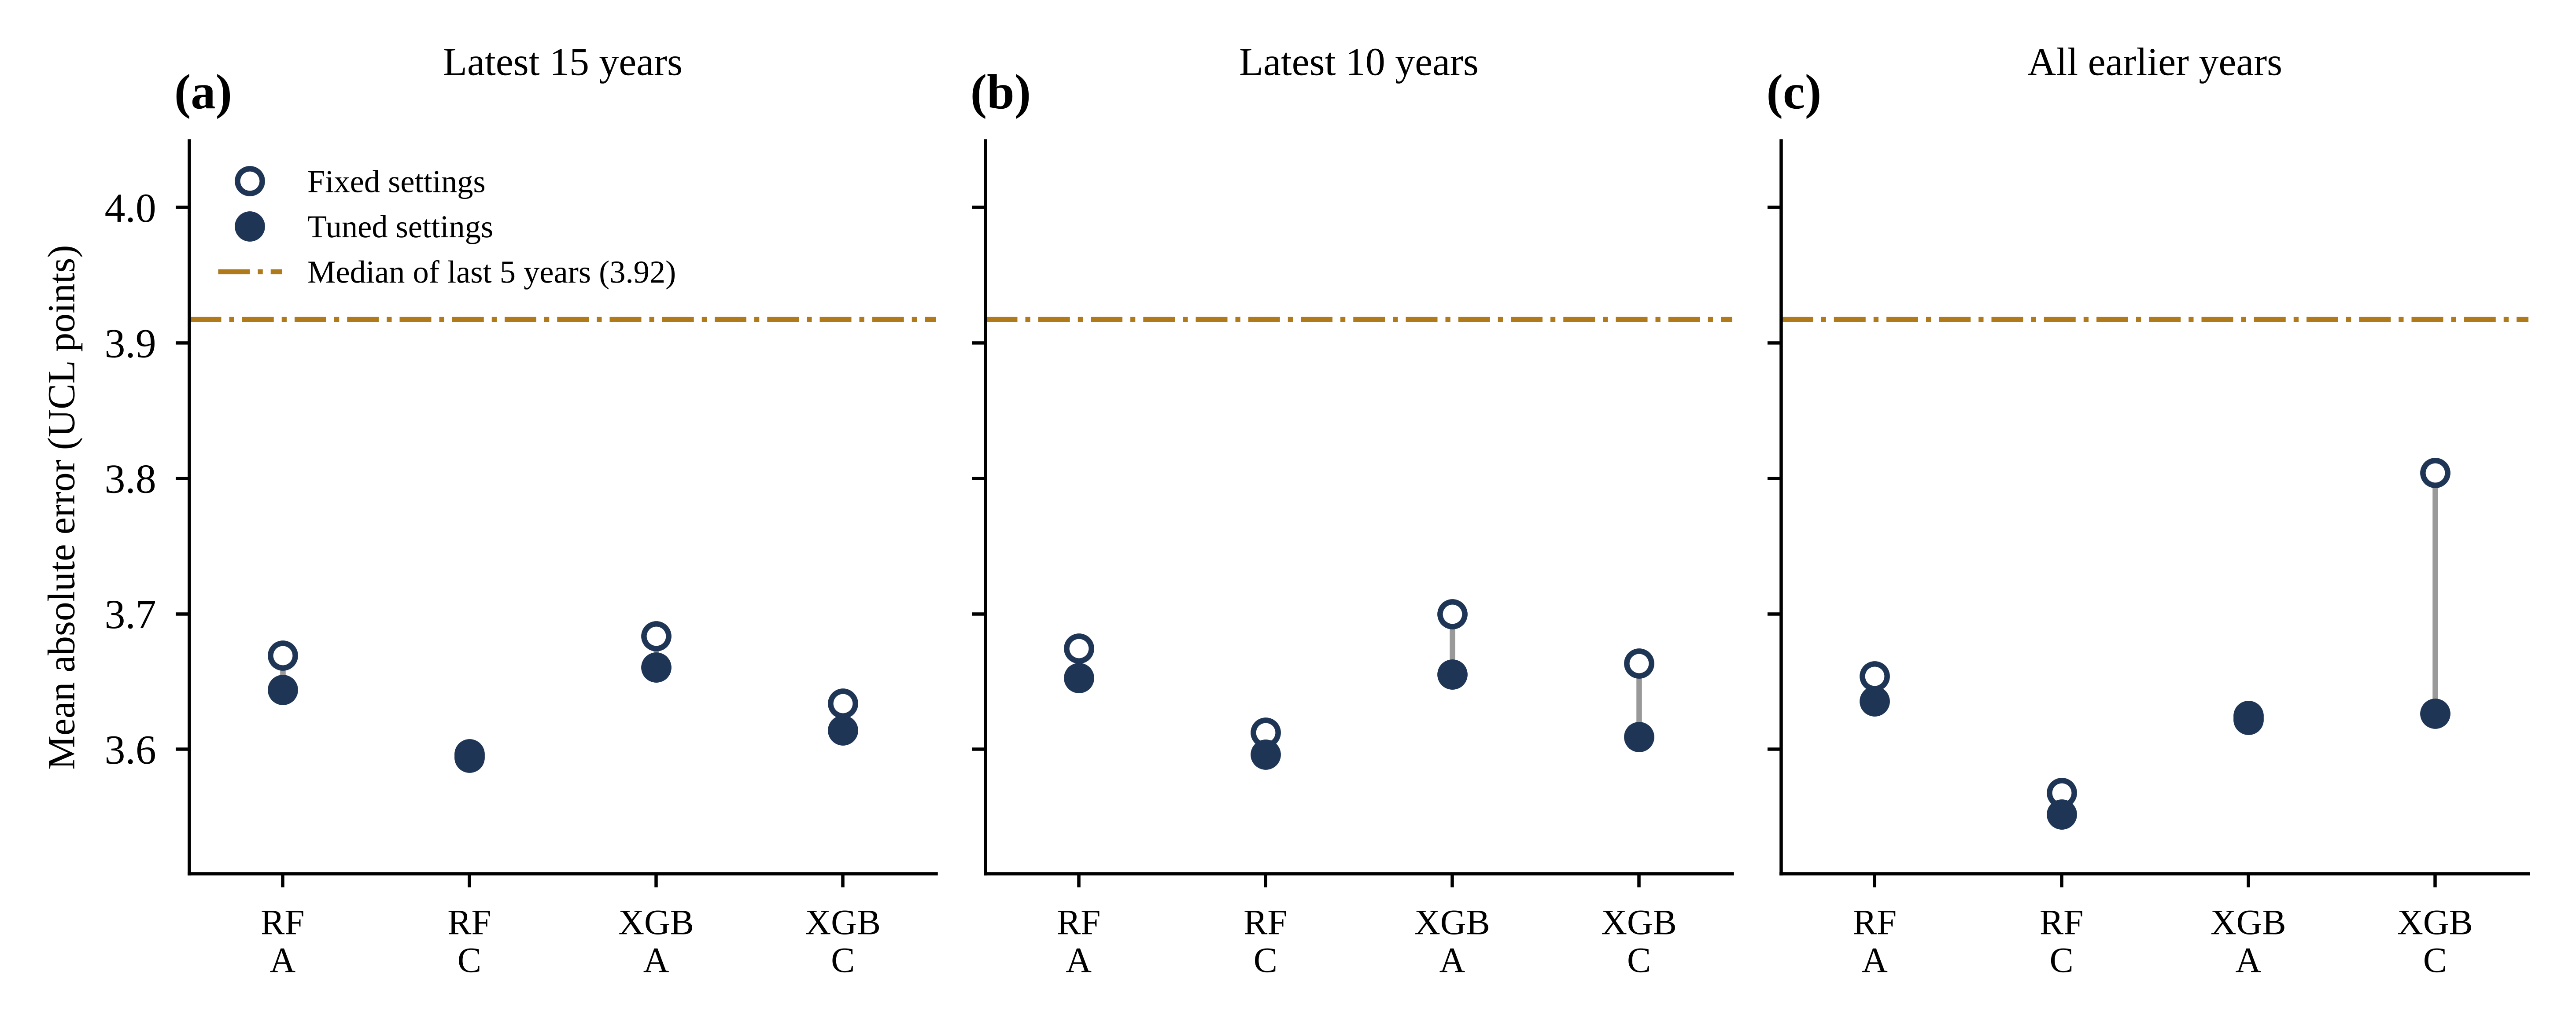 Latest 15 years
Latest 10 years
All earlier years
(a)
(b)
(c)
Fixed settings
Tuned settings
Median of last 5 years (3.92)
Mean absolute error (UCL points)
4.0
3.9
3.8
3.7
3.6
RF
A
RF
C
XGB
A
XGB
C
RF
A
RF
C
XGB
A
XGB
C
RF
A
RF
C
XGB
A
XGB
C